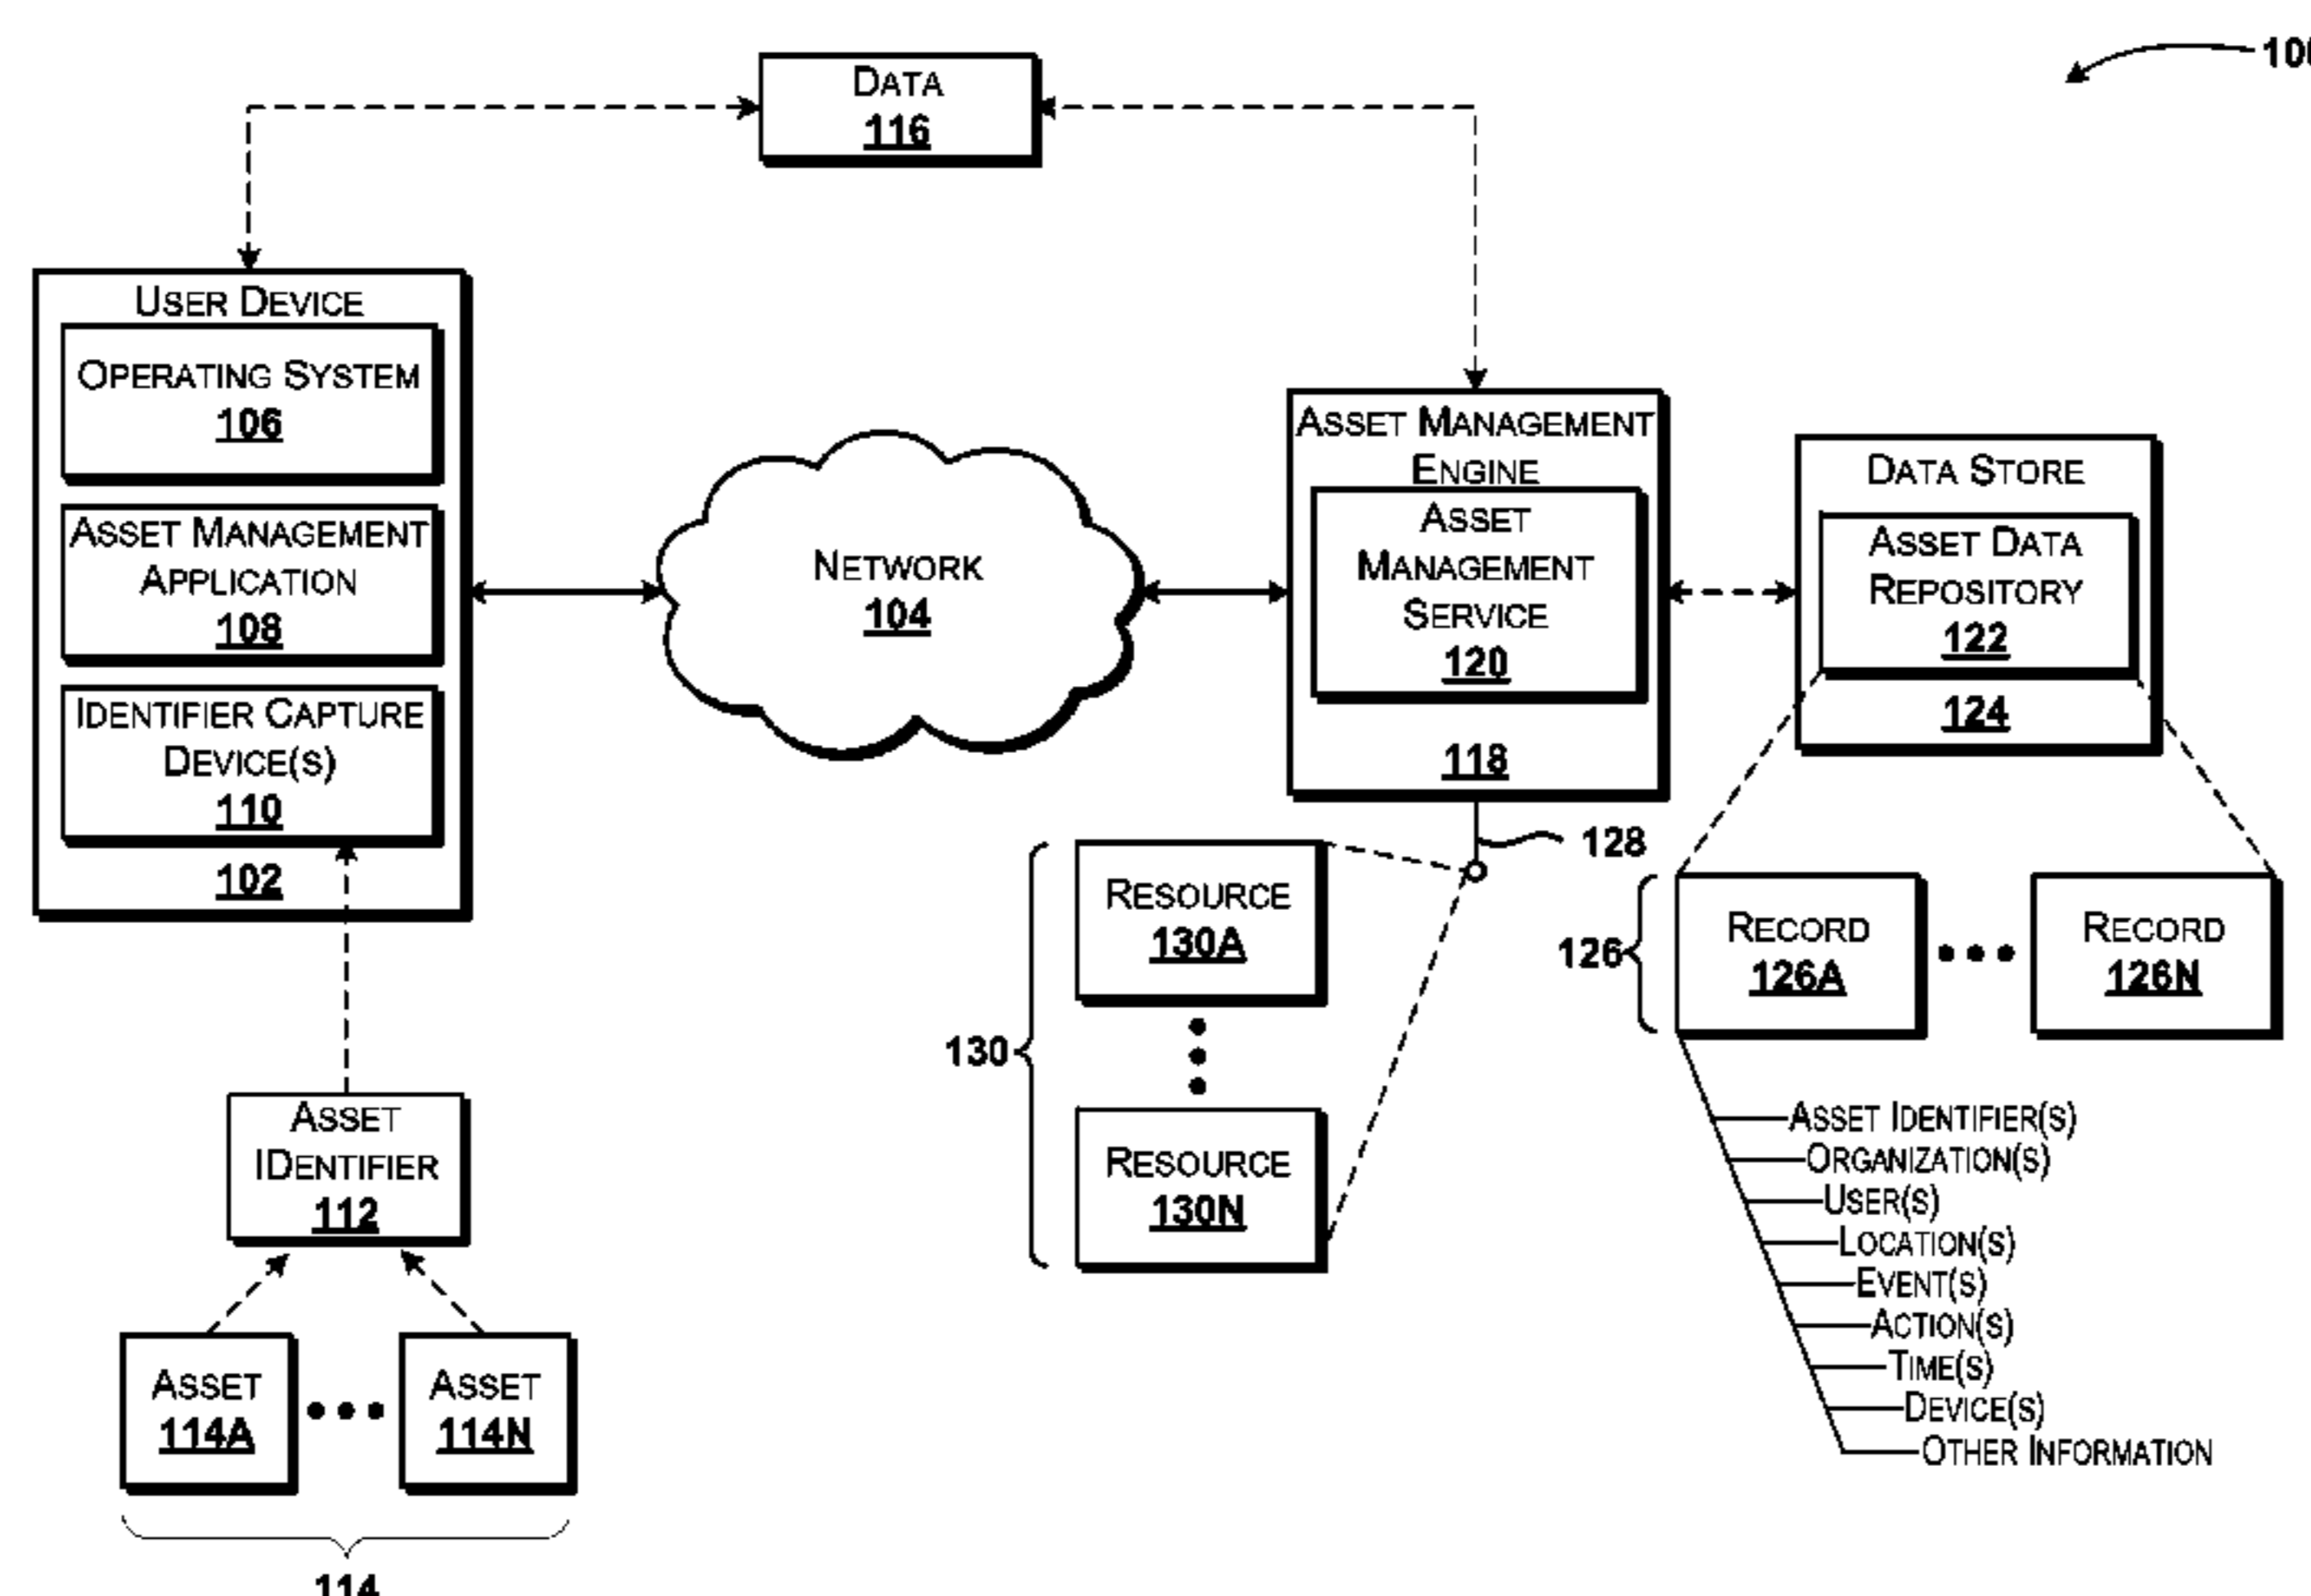 100
DATA
116
USER DEVICE
OPERATING SYSTEM
106
ASSET MANAGEMENT
APPLICATION
108
IDENTIFIER CAPTURE
DEVICE(S)
110
102
NETWORK
104
ASSET MANAGEMENT
ENGINE
ASSET
MANAGEMENT
SERVICE
120
118
DATA STORE
ASSET DATA
REPOSITORY
122
124
128
RESOURCE
130A
130
RESOURCE
130N
126
RECORD
126A
RECORD
126N
ASSET IDENTIFIER(S)
ORGANIZATION(S)
USER(S)
LOCATION(S)
EVENT(S)
ACTION(S)
TIME(S)
DEVICE(S)
OTHER INFORMATION
ASSET
IDENTIFIER
112
ASSET
114A
ASSET
114N
114